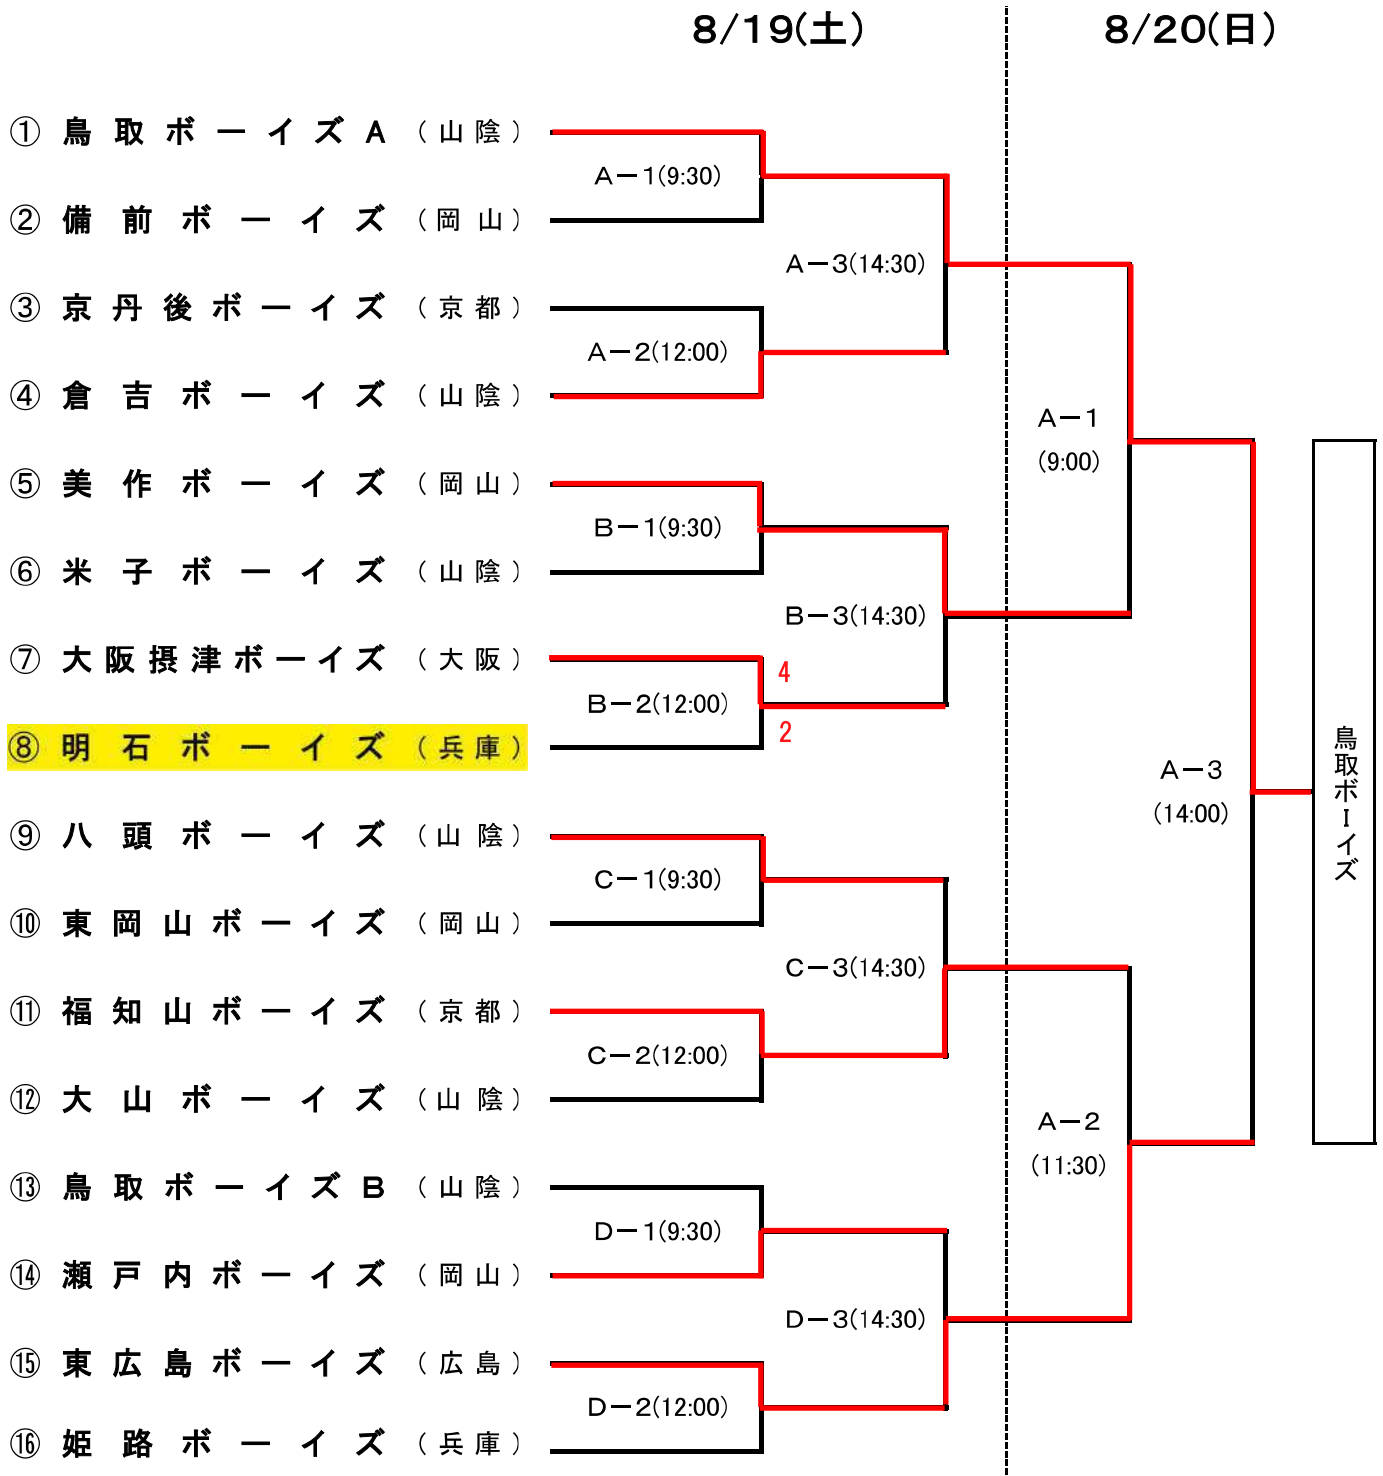 8/19(土)
8/20(日)
① 鳥取ボーイズA (山陰)
A−1(9:30)
② 備前ボーイズ (岡山)
A−3(14:30)
③ 京丹後ボーイズ (京都)
A−2(12:00)
④ 倉吉ボーイズ (山陰)
A−1
(9:00)
⑤ 美作ボーイズ (岡山)
B−1(9:30)
⑥ 米子ボーイズ (山陰)
B−3(14:30)
⑦ 大阪摂津ボーイズ (大阪)
4
B−2(12:00)
2
⑧ 明石ボーイズ (兵庫)
A−3
(14:00)
鳥取ボーイズ
⑨ 八頭ボーイズ (山陰)
C−1(9:30)
⑩ 東岡山ボーイズ (岡山)
C−3(14:30)
⑪ 福知山ボーイズ (京都)
C−2(12:00)
⑫ 大山ボーイズ (山陰)
A−2
(11:30)
⑬ 鳥取ボーイズB (山陰)
D−1(9:30)
⑭ 瀬戸内ボーイズ (岡山)
D−3(14:30)
⑮ 東広島ボーイズ (広島)
D−2(12:00)
⑯ 姫路ボーイズ (兵庫)